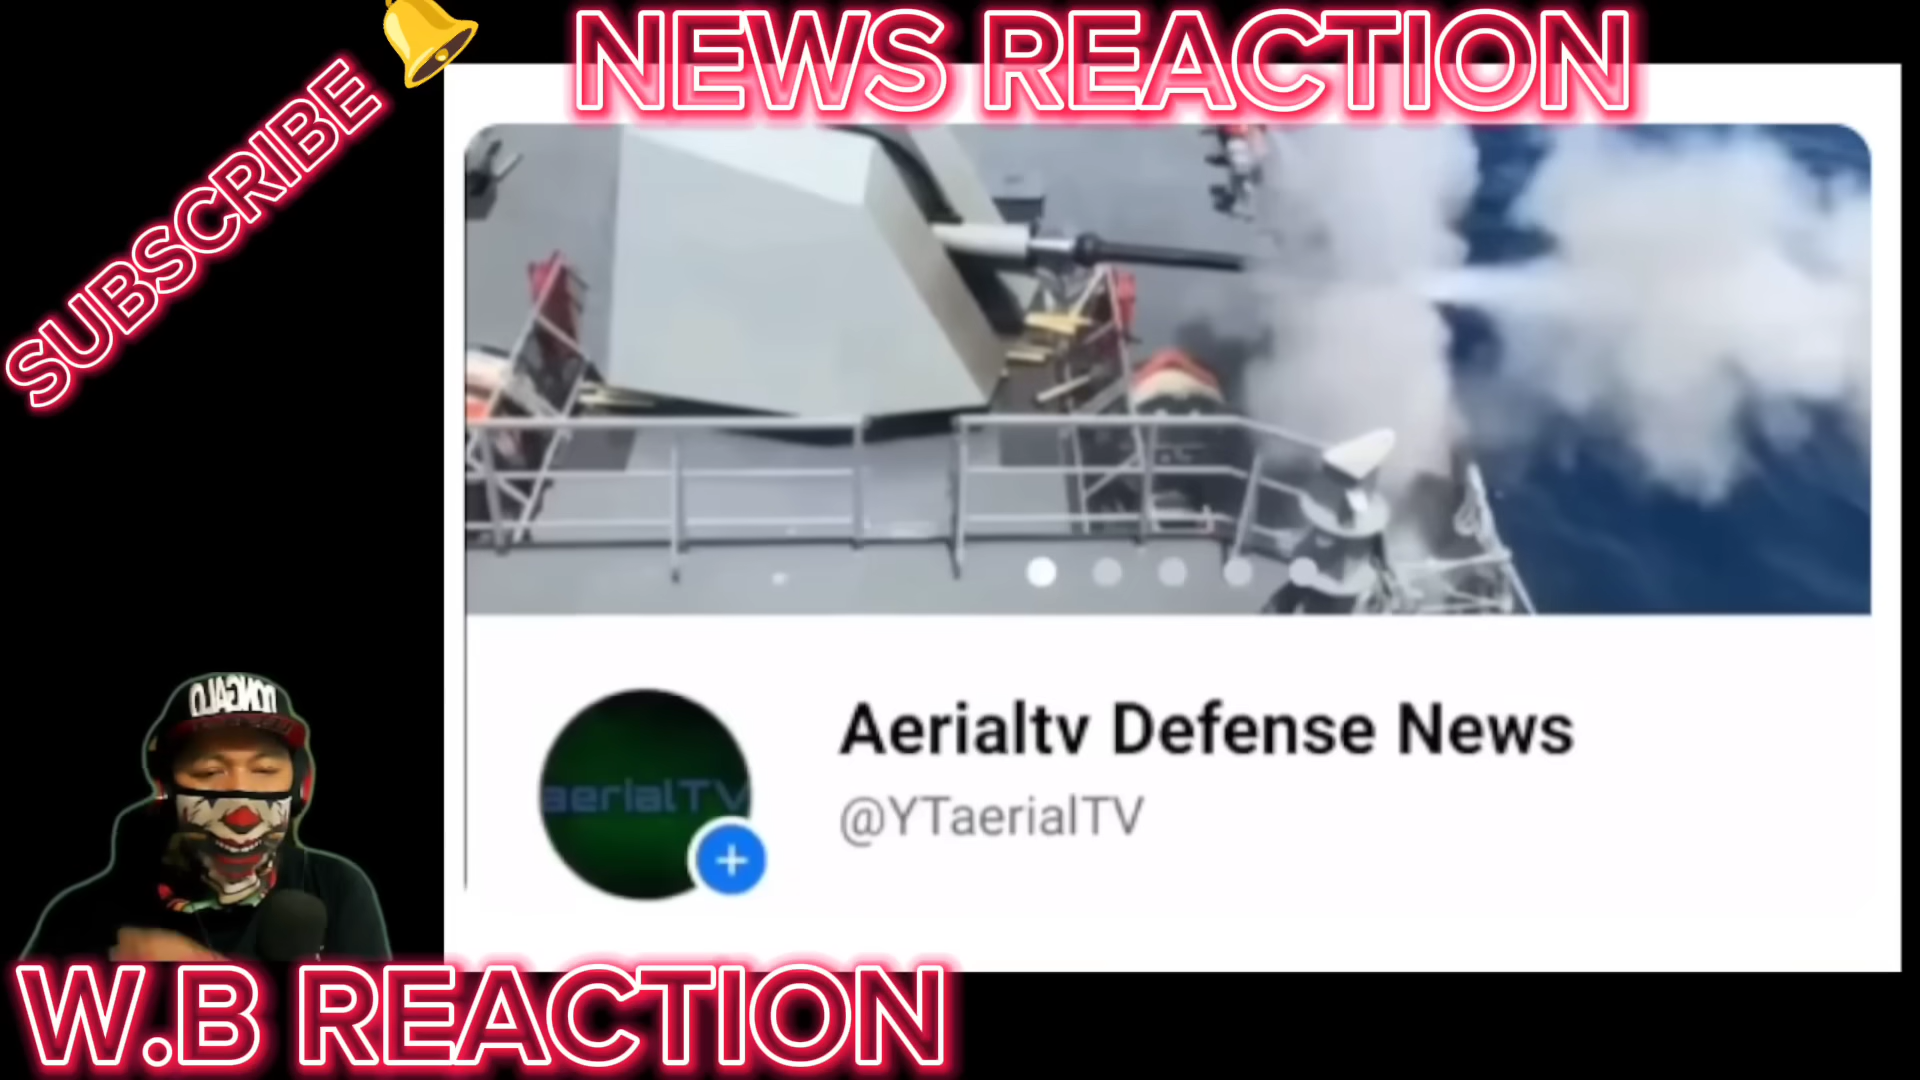 NEWS REACTION
SUBSCRIBE
Aerialtv Defense News
@YTaerialTV
aerialTV
W.B REACTION